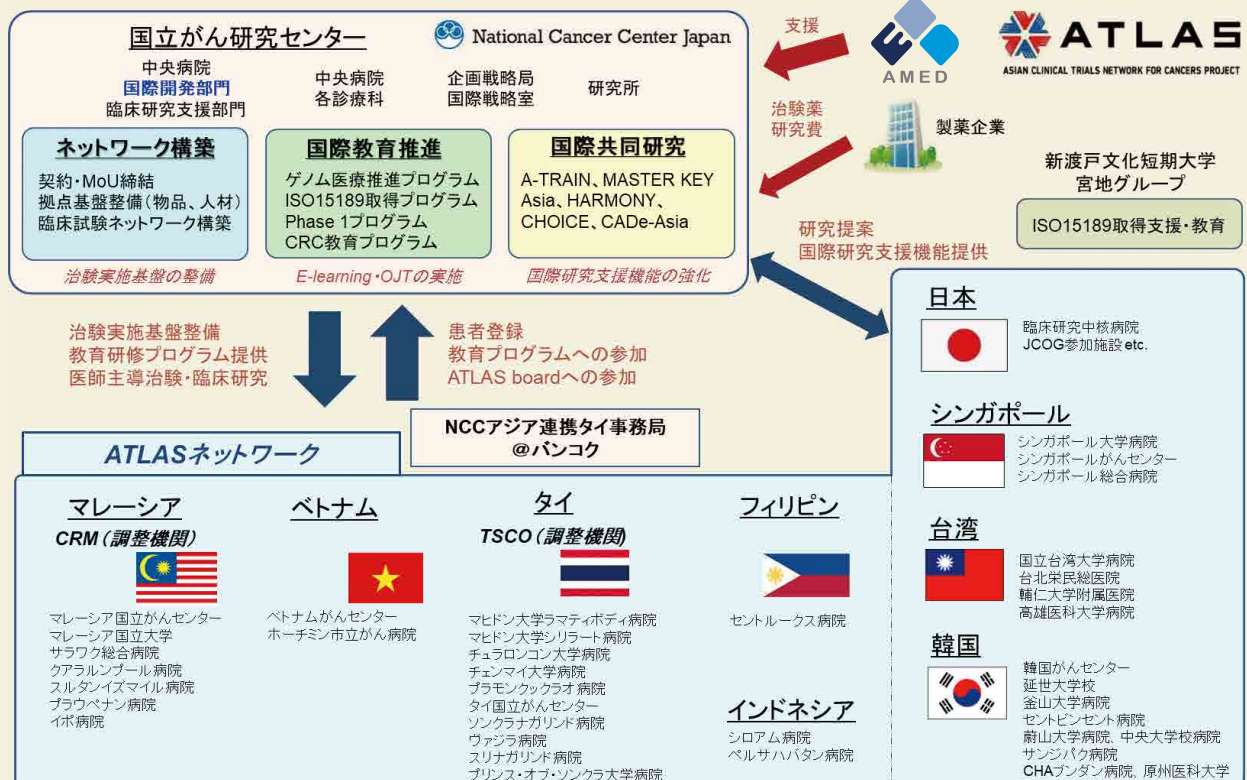 国立がん研究センター
National Cancer Center Japan
中央病院
国際開発部門
臨床研究支援部門
中央病院
各診療科
企画戦略局
国際戦略室
研究所
ネットワーク構築
契約・MoU締結
拠点基盤整備(物品、人材)
臨床試験ネットワーク構築
治験実施基盤の整備
国際教育推進
ゲノム医療推進プログラム
ISO15189取得プログラム
Phase 1プログラム
CRC教育プログラム
E-learning・OJTの実施
国際共同研究
A-TRAIN、MASTER KEY
Asia、HARMONY、
CHOICE、CADe-Asia
国際研究支援機能の強化
支援
AMED
ATLAS
ASIAN CLINICAL TRIALS NETWORK FOR CANCERS PROJECT
治験薬
研究費
製薬企業
新渡戸文化短期大学
宮地グループ
ISO15189取得支援・教育
研究提案
国際研究支援機能提供
治験実施基盤整備
教育研修プログラム提供
医師主導治験・臨床研究
患者登録
教育プログラムへの参加
ATLAS boardへの参加
NCCアジア連携タイ事務局
@バンコク
ATLASネットワーク
マレーシア
CRM(調整機関)
マレーシア国立がんセンター
マレーシア国立大学
サラワク総合病院
クアラルンプール病院
スルタンイズマイル病院
プラウペナン病院
イポ病院
ベトナム
ベトナムがんセンター
ホーチミン市立がん病院
タイ
TSCO(調整機関)
マヒドン大学ラマティボディ病院
マヒドン大学シリラート病院
チュラロンコン大学病院
チェンマイ大学病院
プラモンクックラオ病院
タイ国立がんセンター
ソンクラナガリンド病院
ヴァジラ病院
スリナガリンド病院
プリンス・オブ・ソンクラ大学病院
フィリピン
セントルークス病院
インドネシア
シロアム病院
ペルサハバタン病院
日本
臨床研究中核病院
JCOG参加施設 etc.
シンガポール
シンガポール大学病院
シンガポールがんセンター
シンガポール総合病院
台湾
国立台湾大学病院
台北栄民総医院
輔仁大学附属医院
高雄医科大学病院
韓国
韓国がんセンター
延世大学校
釜山大学病院
セントビンセント病院
蔚山大学病院、中央大学校病院
サンジパク病院
CHAブンダン病院、原州医科大学